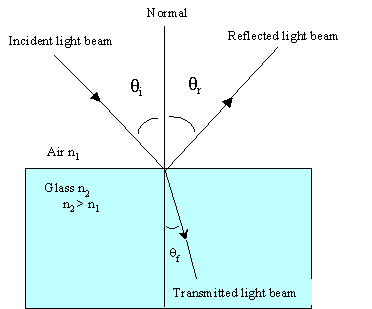 Normal
Incident light beam
Reflected light beam
θi
θr
Air n1
Glass n2
n2 > n1
θf
Transmitted light beam